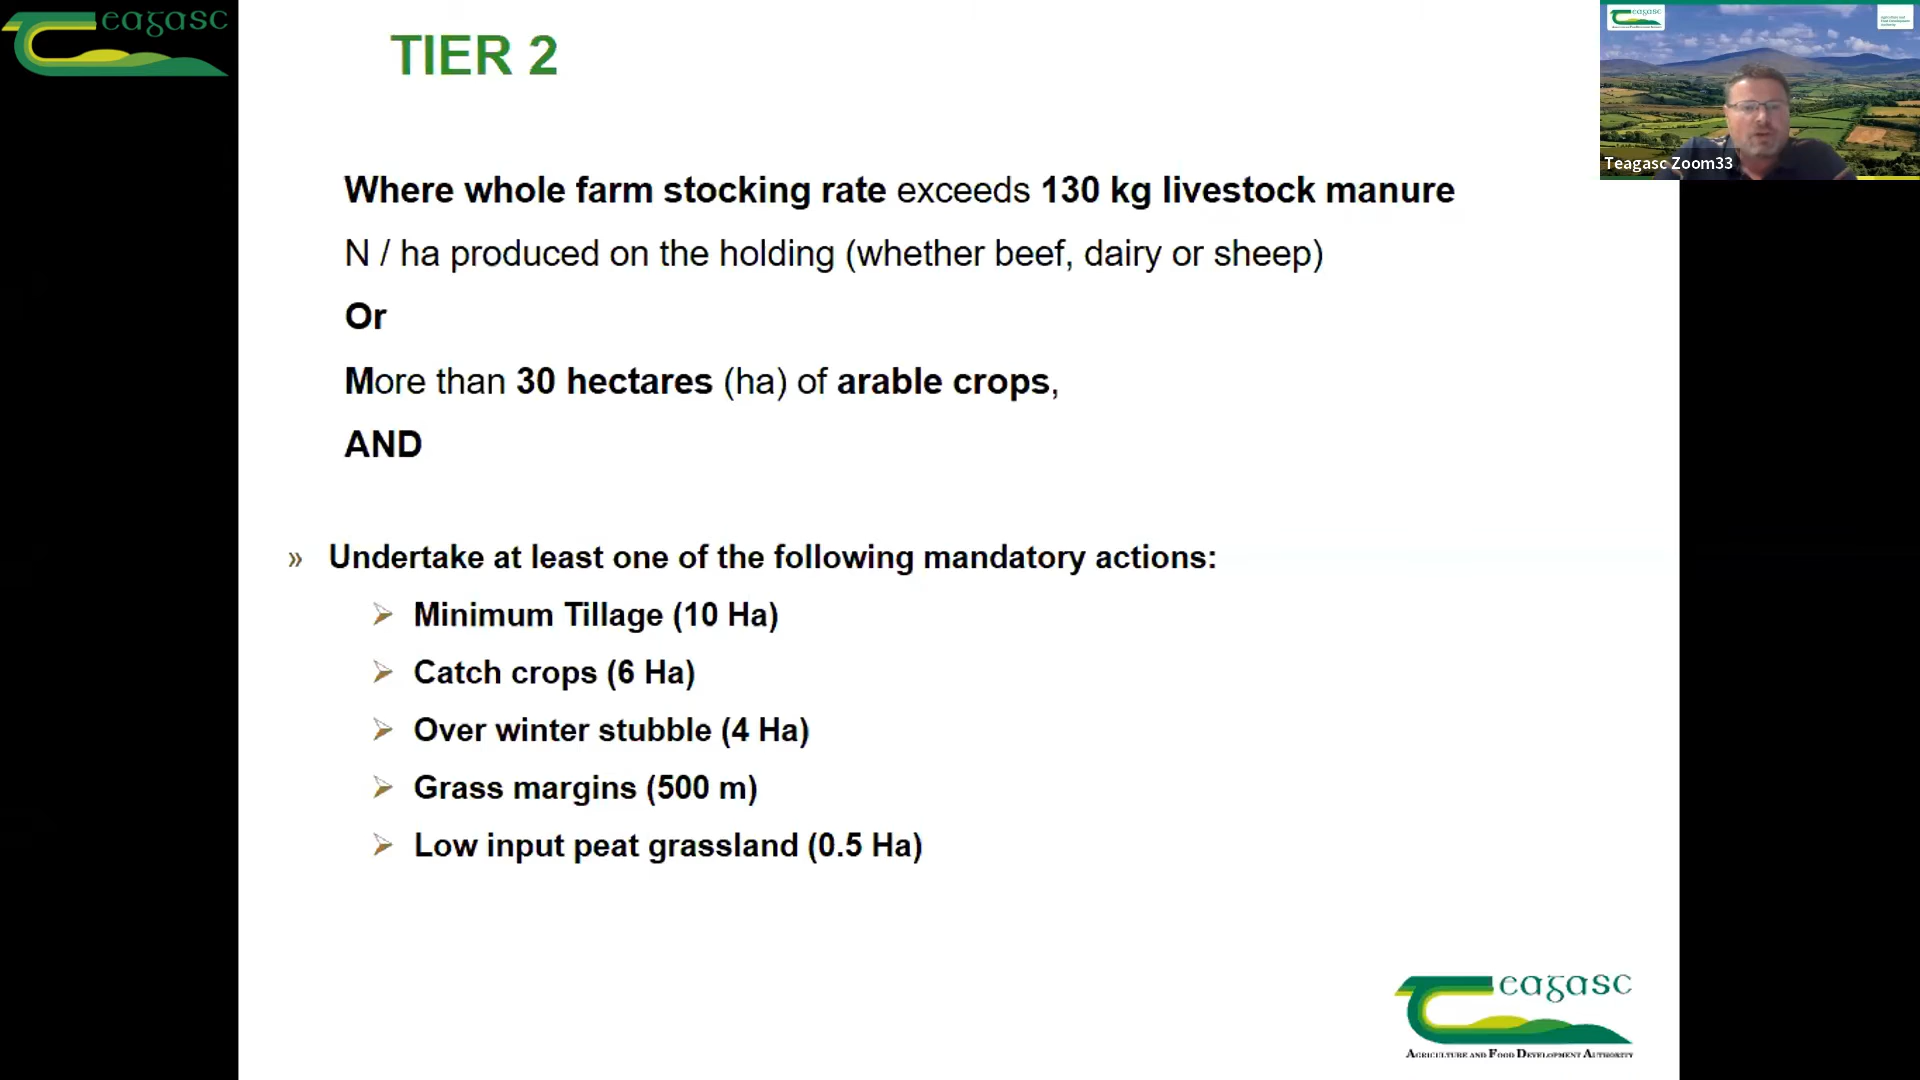 eagasc
TIER 2
Teagasc Zoom33
Where whole farm stocking rate exceeds 130 kg livestock manure
N / ha produced on the holding (whether beef, dairy or sheep)
Or
More than 30 hectares (ha) of arable crops,
AND
» Undertake at least one of the following mandatory actions:
Minimum Tillage (10 Ha)
Catch crops (6 Ha)
Over winter stubble (4 Ha)
Grass margins (500 m)
Low input peat grassland (0.5 Ha)
eagasc
AGRICULTURE AND FOOD DEVELOPMENT AUTHORITY